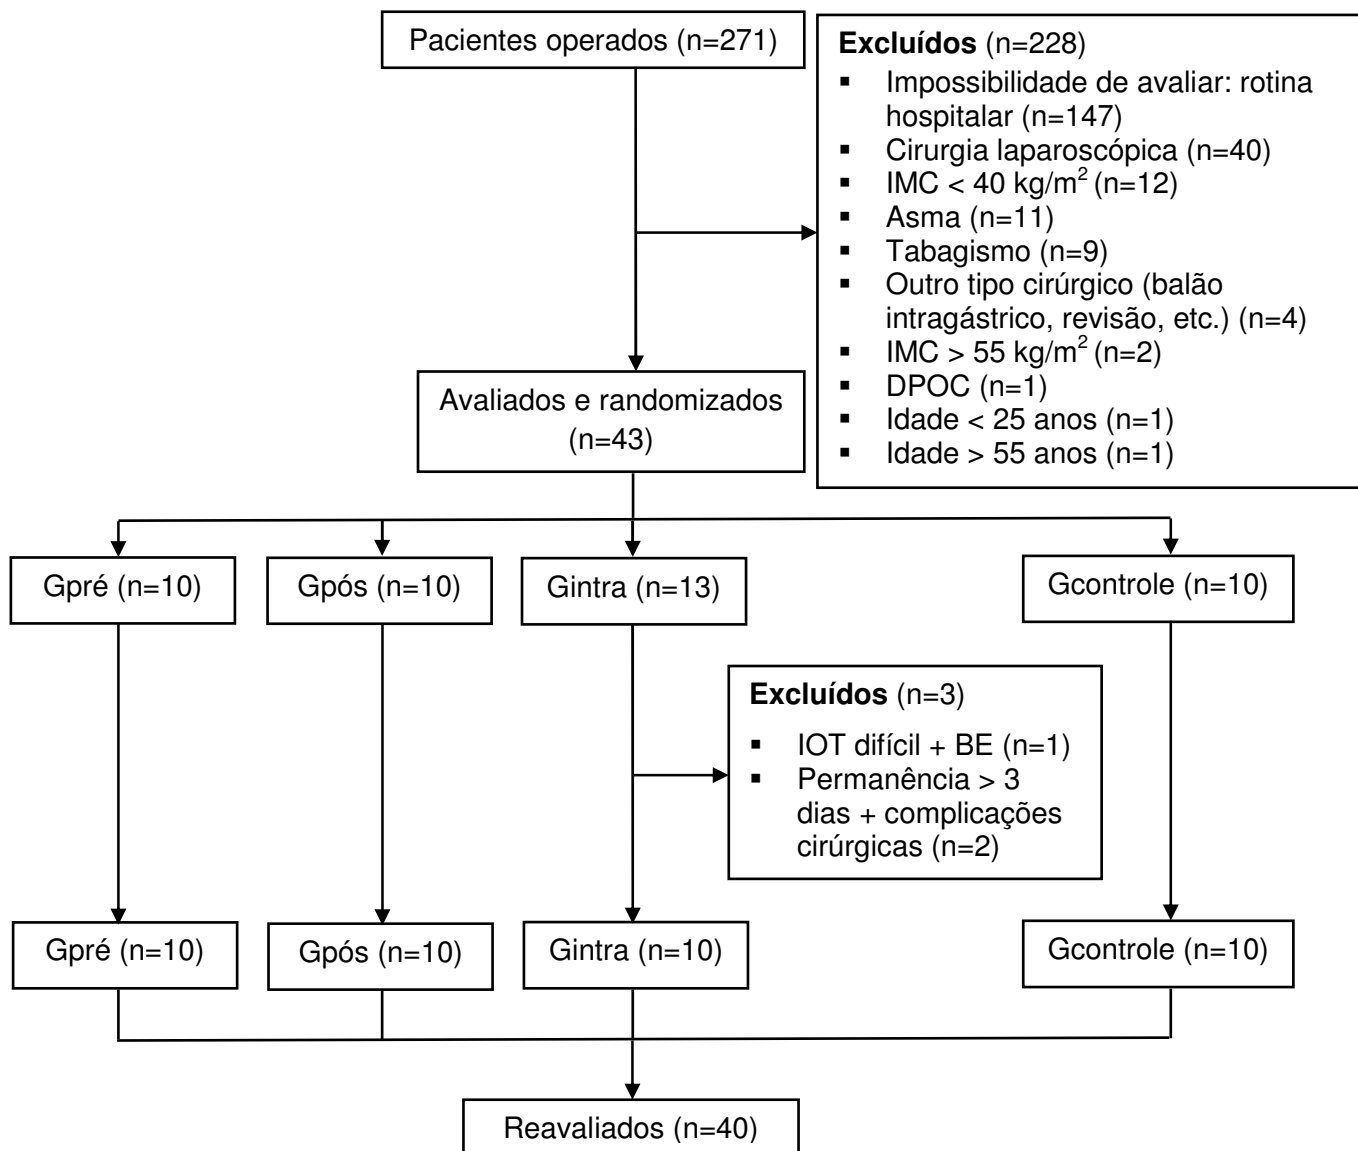 Pacientes operados (n=271)
Excluídos (n=228)
▪ Impossibilidade de avaliar: rotina
hospitalar (n=147)
▪ Cirurgia laparoscópica (n=40)
▪ IMC < 40 kg/m² (n=12)
▪ Asma (n=11)
▪ Tabagismo (n=9)
▪ Outro tipo cirúrgico (balão
intragástrico, revisão, etc.) (n=4)
▪ IMC > 55 kg/m² (n=2)
▪ DPOC (n=1)
▪ Idade < 25 anos (n=1)
▪ Idade > 55 anos (n=1)
Avaliados e randomizados
(n=43)
Gpré (n=10)
Gpós (n=10)
Gintra (n=13)
Gcontrole (n=10)
Excluídos (n=3)
▪ IOT difícil + BE (n=1)
▪ Permanência > 3
dias + complicações
cirúrgicas (n=2)
Gpré (n=10)
Gpós (n=10)
Gintra (n=10)
Gcontrole (n=10)
Reavaliados (n=40)